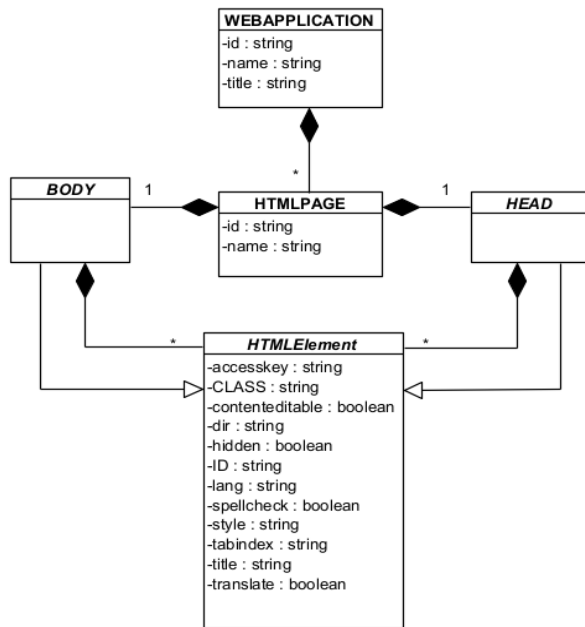 WEBAPPLICATION
-id : string
-name : string
-title : string
*
BODY
1
HTMLPAGE
-id : string
-name : string
1
HEAD
*
HTMLElement
*
-accesskey : string
-CLASS : string
-contenteditable : boolean
-dir : string
-hidden : boolean
-ID : string
-lang : string
-spellcheck : boolean
-style : string
-tabindex : string
-title : string
-translate : boolean